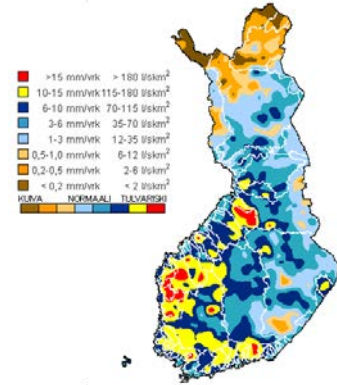 >15 mm/vrk > 180 l/skm²
10-15 mm/vrk 115-180 l/skm²
6-10 mm/vrk 70-115 l/skm²
3-6 mm/vrk 35-70 l/skm²
1-3 mm/vrk 12-35 l/skm²
0,5-1,0 mm/vrk 6-12 l/skm²
0,2-0,5 mm/vrk 2-6 l/skm²
< 0,2 mm/vrk < 2 l/skm²
KUIVA NORMAALI TULVARISKI